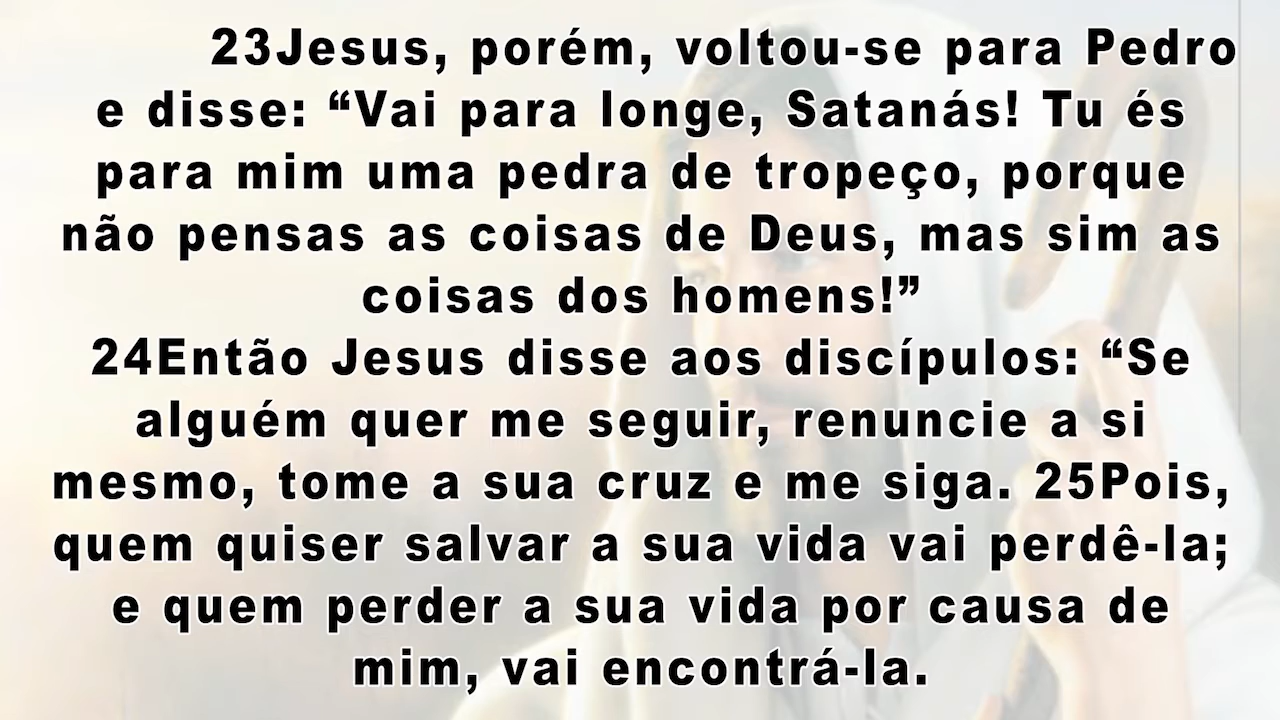 23Jesus, porém, voltou-se para Pedro
e disse: “Vai para longe, Satanás! Tu és
para mim uma pedra de tropeço, porque
não pensas as coisas de Deus, mas sim as
coisas dos homens!”
24Então Jesus disse aos discípulos: “Se
alguém quer me seguir, renuncie a si
mesmo, tome a sua cruz e me siga. 25Pois,
quem quiser salvar a sua vida vai perdê-la;
e quem perder a sua vida por causa de
mim, vai encontrá-la.